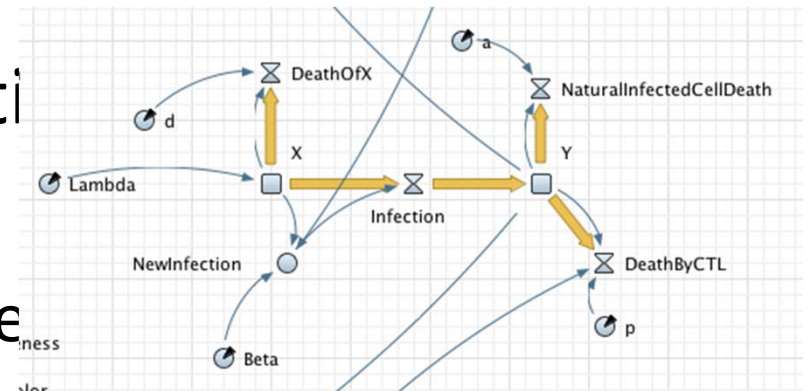 a
DeathOfX
NaturalInfectedCellDeath
d
X
Y
Lambda
Infection
NewInfection
DeathByCTL
p
Beta